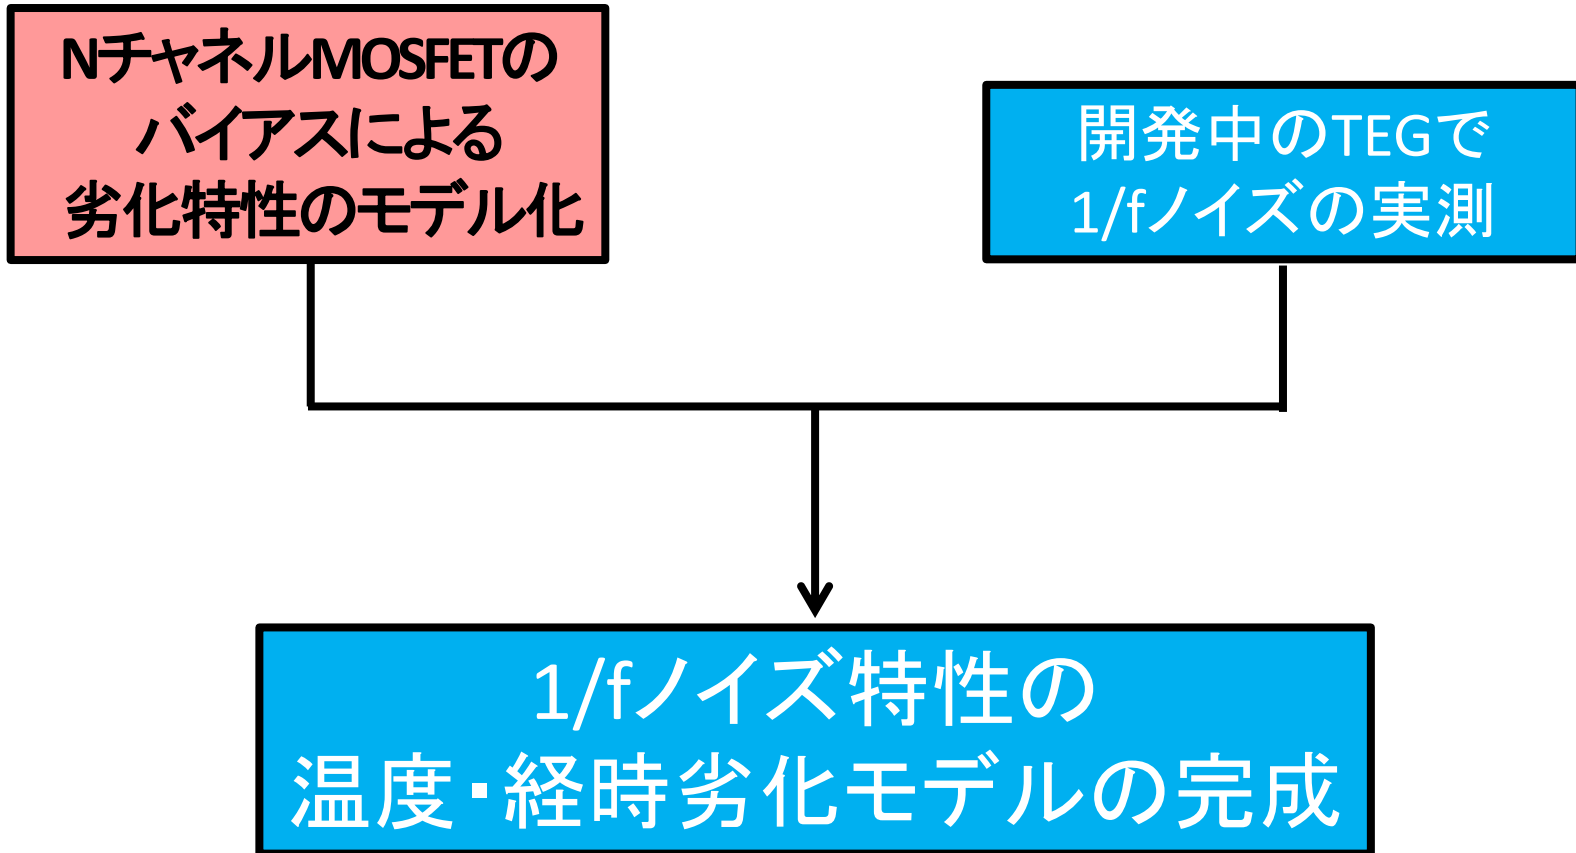 NチャネルMOSFETの
バイアスによる
劣化特性のモデル化
開発中のTEGで
1/fノイズの実測
1/fノイズ特性の
温度・経時劣化モデルの完成